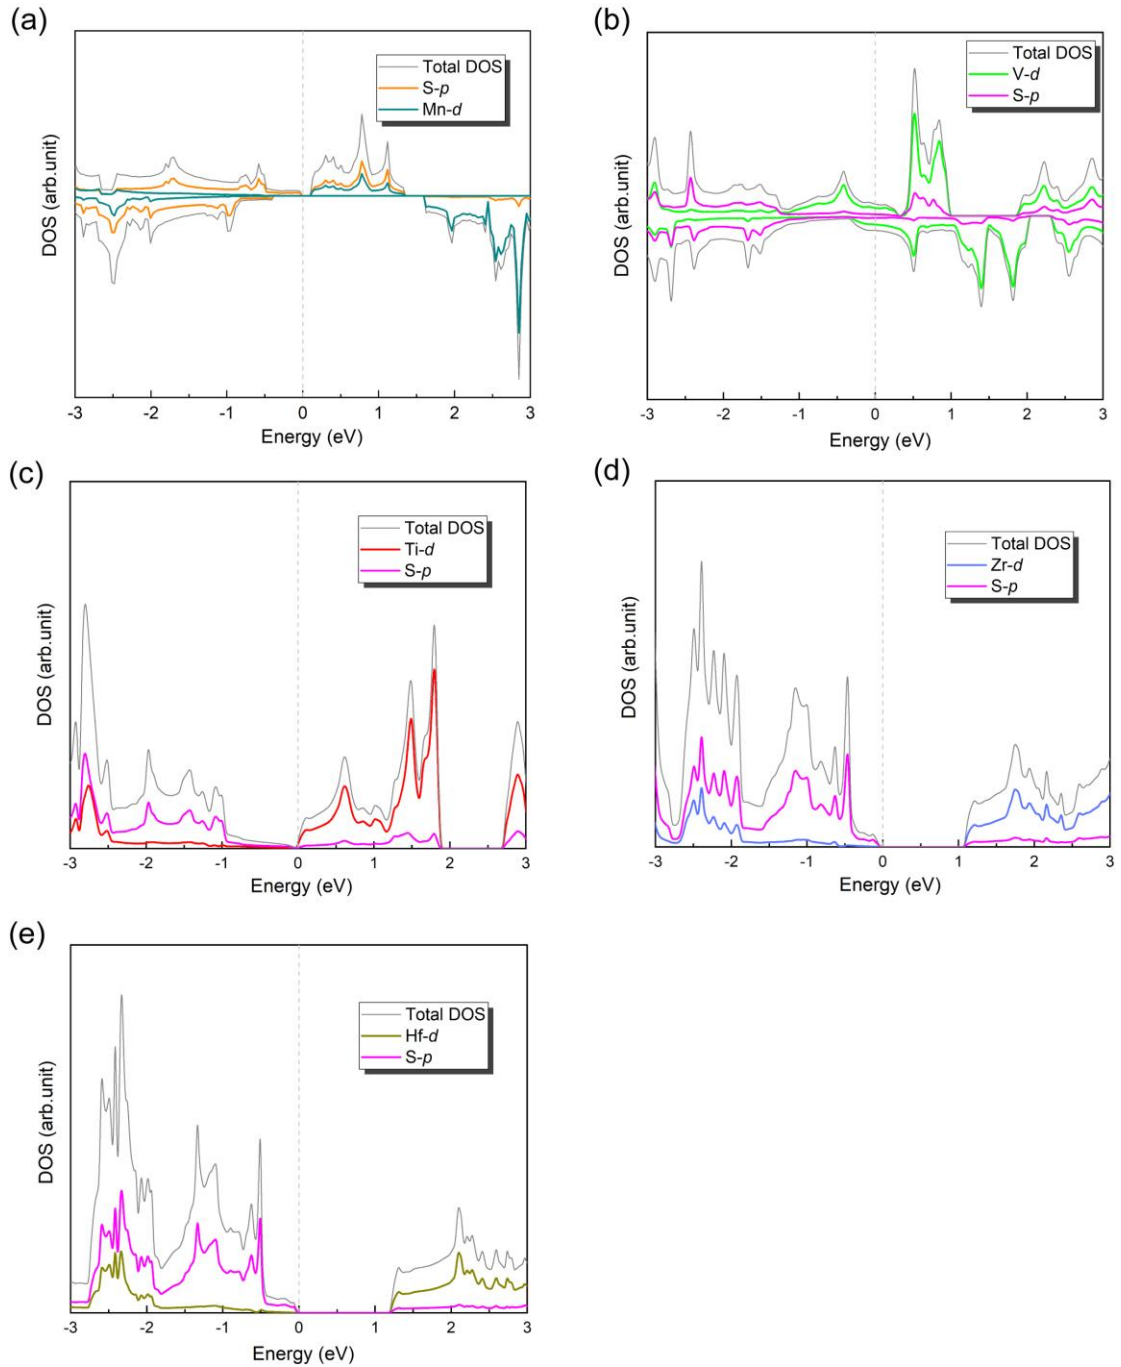 (a)
Total DOS
S-p
Mn-d
DOS (arb.unit)
-3 -2 -1 0 1 2 3
Energy (eV)
(b)
Total DOS
V-d
S-p
DOS (arb.unit)
-3 -2 -1 0 1 2 3
Energy (eV)
(c)
Total DOS
Ti-d
S-p
DOS (arb.unit)
-3 -2 -1 0 1 2 3
Energy (eV)
(d)
Total DOS
Zr-d
S-p
DOS (arb.unit)
-3 -2 -1 0 1 2 3
Energy (eV)
(e)
Total DOS
Hf-d
S-p
DOS (arb.unit)
-3 -2 -1 0 1 2 3
Energy (eV)